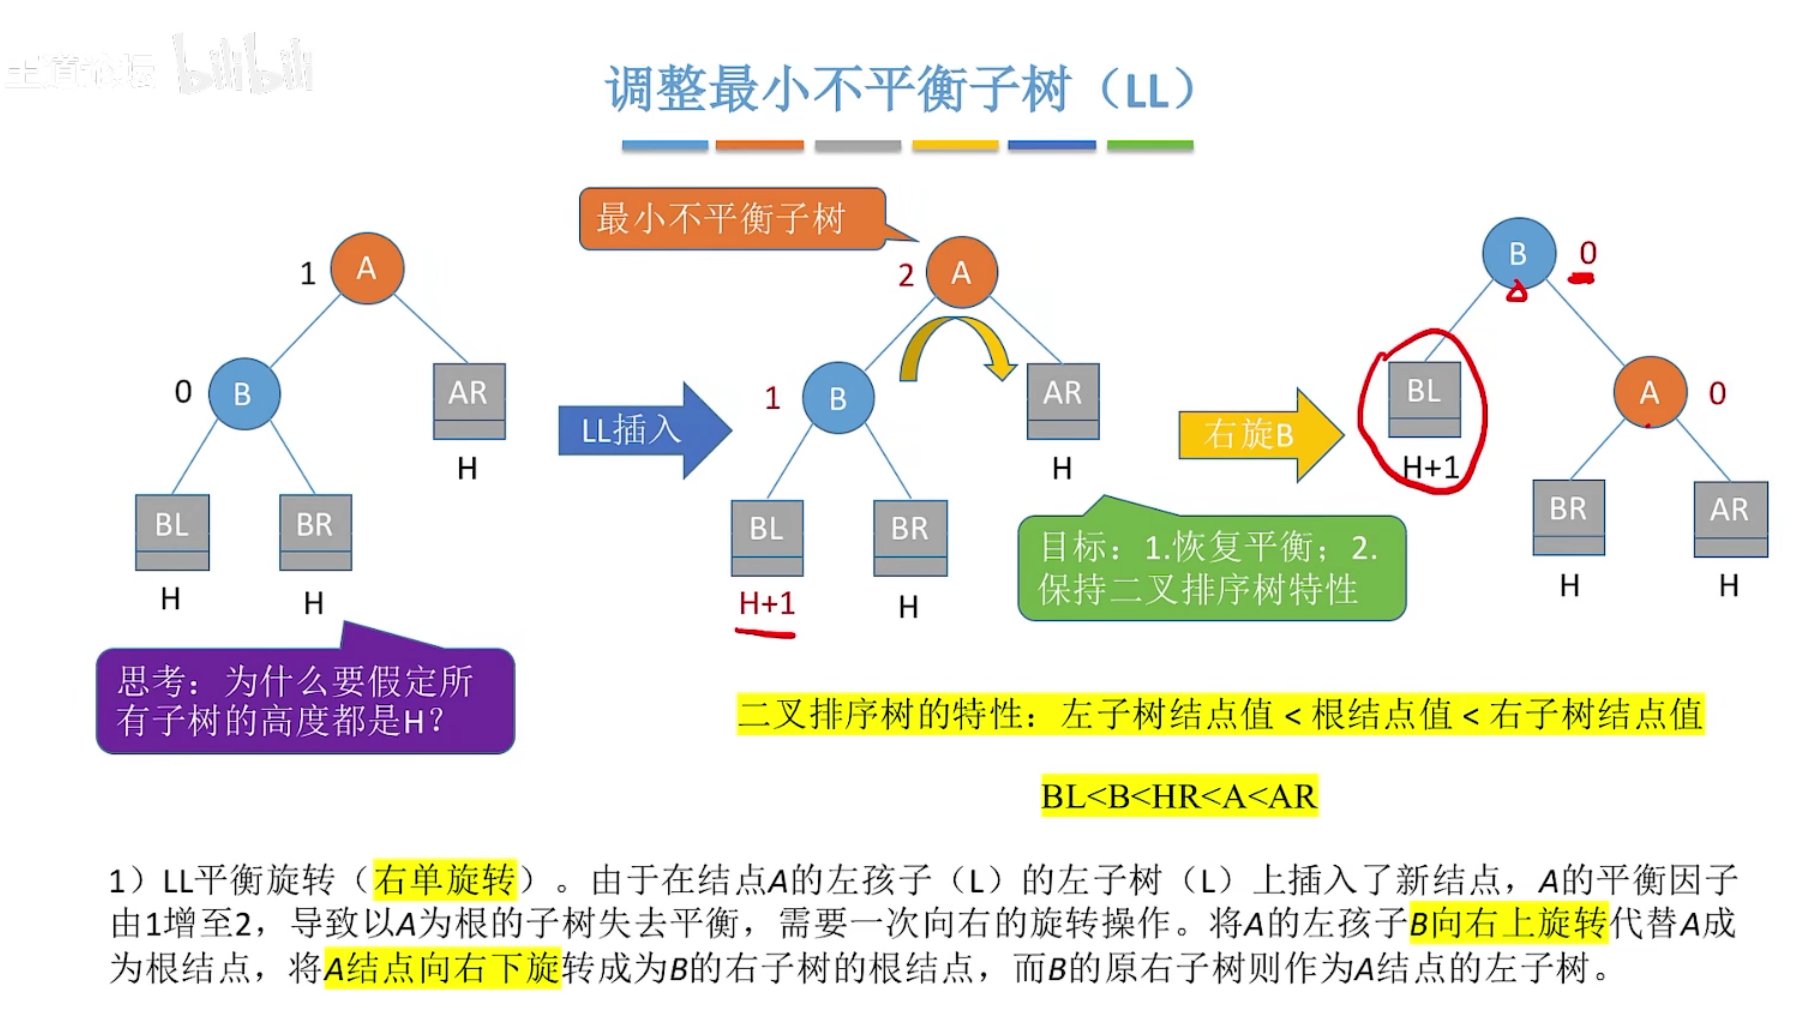 王道论坛 bilibili
调整最小不平衡子树（LL）
最小不平衡子树
1 A
0 B
AR
H
BL
BR
H
H
LL插入
2 A
1 B
AR
H
BL
BR
H+1
H
右旋B
B 0
BL
H+1
A 0
BR
AR
H
H
目标：1.恢复平衡；2.
保持二叉排序树特性
思考：为什么要假定所
有子树的高度都是H？
二叉排序树的特性：左子树结点值 < 根结点值 < 右子树结点值
BL<B<HR<A<AR
1）LL平衡旋转（右单旋转）。由于在结点A的左孩子（L）的左子树（L）上插入了新结点，A的平衡因子
由1增至2，导致以A为根的子树失去平衡，需要一次向右的旋转操作。将A的左孩子B向右上旋转代替A成
为根结点，将A结点向右下旋转成为B的右子树的根结点，而B的原右子树则作为A结点的左子树。